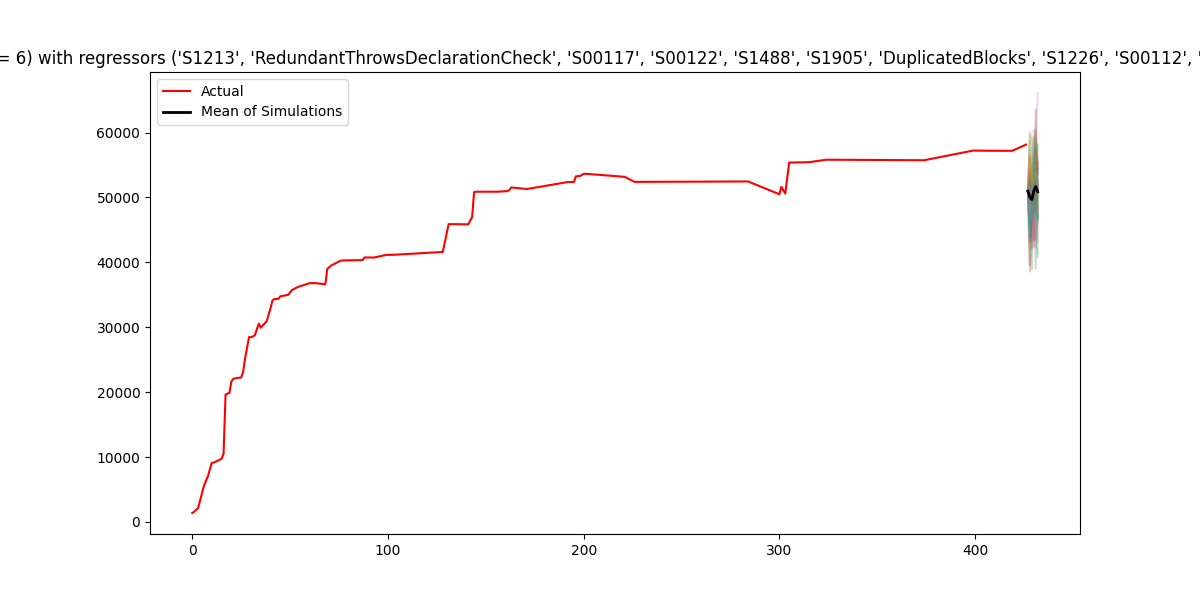 = 6) with regressors ('S1213', 'RedundantThrowsDeclarationCheck', 'S00117', 'S00122', 'S1488', 'S1905', 'DuplicatedBlocks', 'S1226', 'S00112', '
Actual
Mean of Simulations
60000
50000
40000
30000
20000
10000
0
0 100 200 300 400